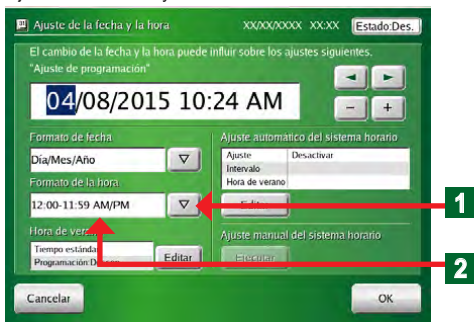 Ajuste de la fecha y la hora XX/XX/XXXX XX:XX Estado:Des.
El cambio de la fecha y la hora puede influir sobre los ajustes siguientes.
"Ajuste de programación"
04/08/2015 10:24 AM
- +
Formato de fecha
Día/Mes/Año
Formato de la hora
12:00-11:59 AM/PM
Hora de
Tiempo estánda
Programación:D
Editar
Ajuste automatico del sistema horario
Ajuste Desactivar
Intervalo
Hora de verano
Editar
Ajuste manual del sistema horario
Ejecutar
1
2
Cancelar OK